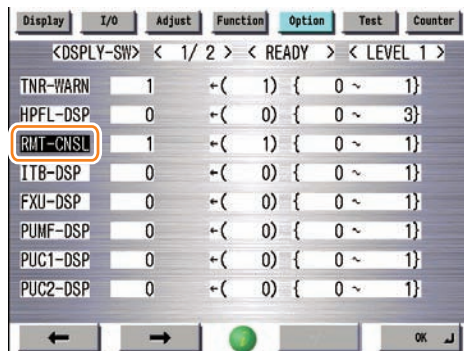 Display I/O Adjust Function Option Test Counter
<DSPLY-SW> < 1/ 2 > < READY > < LEVEL 1 >
TNR-WARN 1 ←( 1) { 0 ~ 1}
HPFL-DSP 0 ←( 0) { 0 ~ 3}
RMT-CNSL 1 ←( 1) { 0 ~ 1}
ITB-DSP 0 ←( 0) { 0 ~ 1}
FXU-DSP 0 ←( 0) { 0 ~ 1}
PUMF-DSP 0 ←( 0) { 0 ~ 1}
PUC1-DSP 0 ←( 0) { 0 ~ 1}
PUC2-DSP 0 ←( 0) { 0 ~ 1}
← → i OK ↵